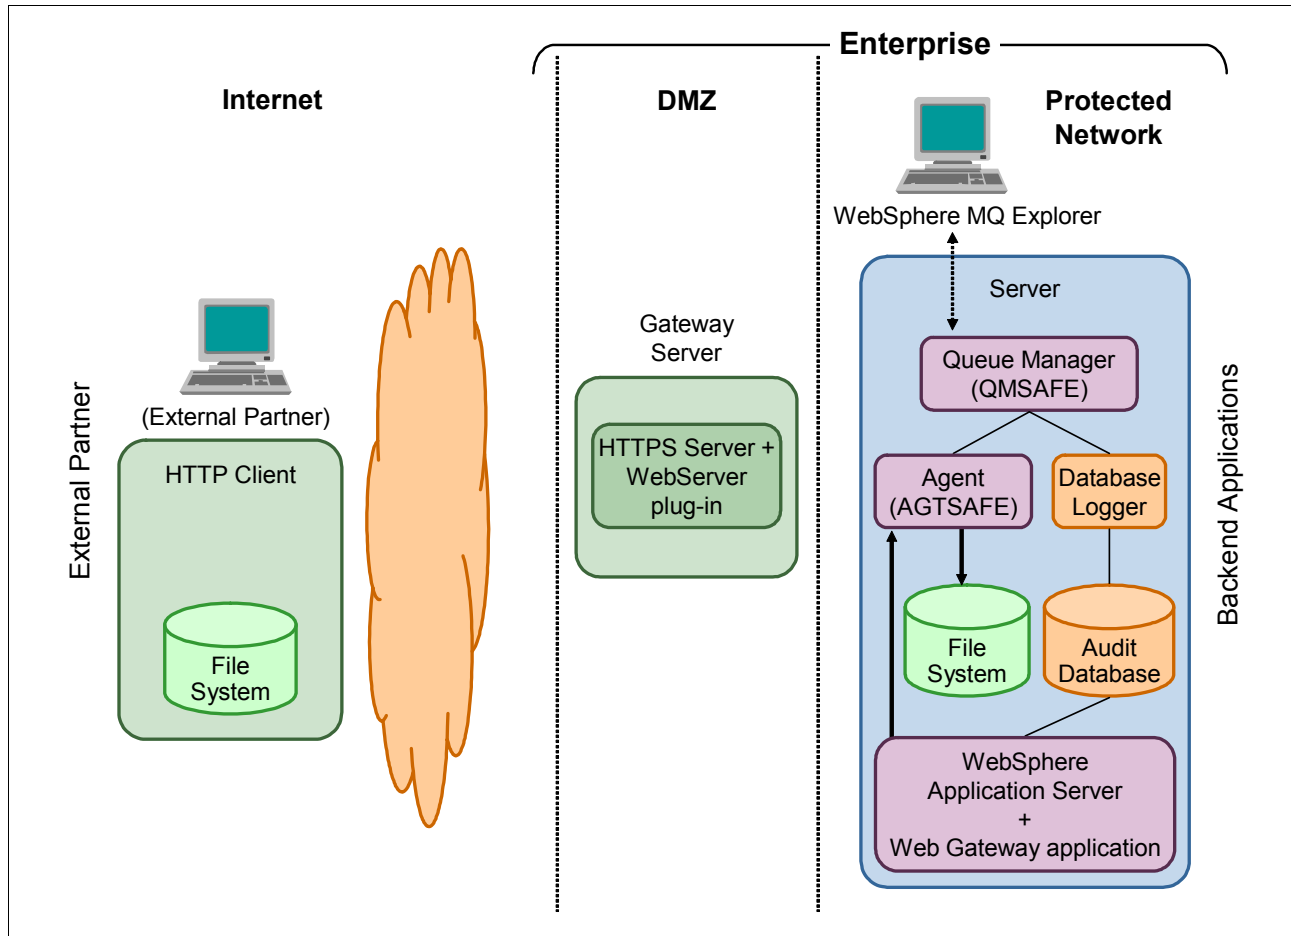 Enterprise
Internet
DMZ
Protected
Network
WebSphere MQ Explorer
External Partner
(External Partner)
HTTP Client
File
System
Gateway
Server
HTTPS Server +
WebServer
plug-in
Server
Queue Manager
(QMSAFE)
Agent
(AGTSAFE)
Database
Logger
File
System
Audit
Database
WebSphere
Application Server
+
Web Gateway application
Backend Applications